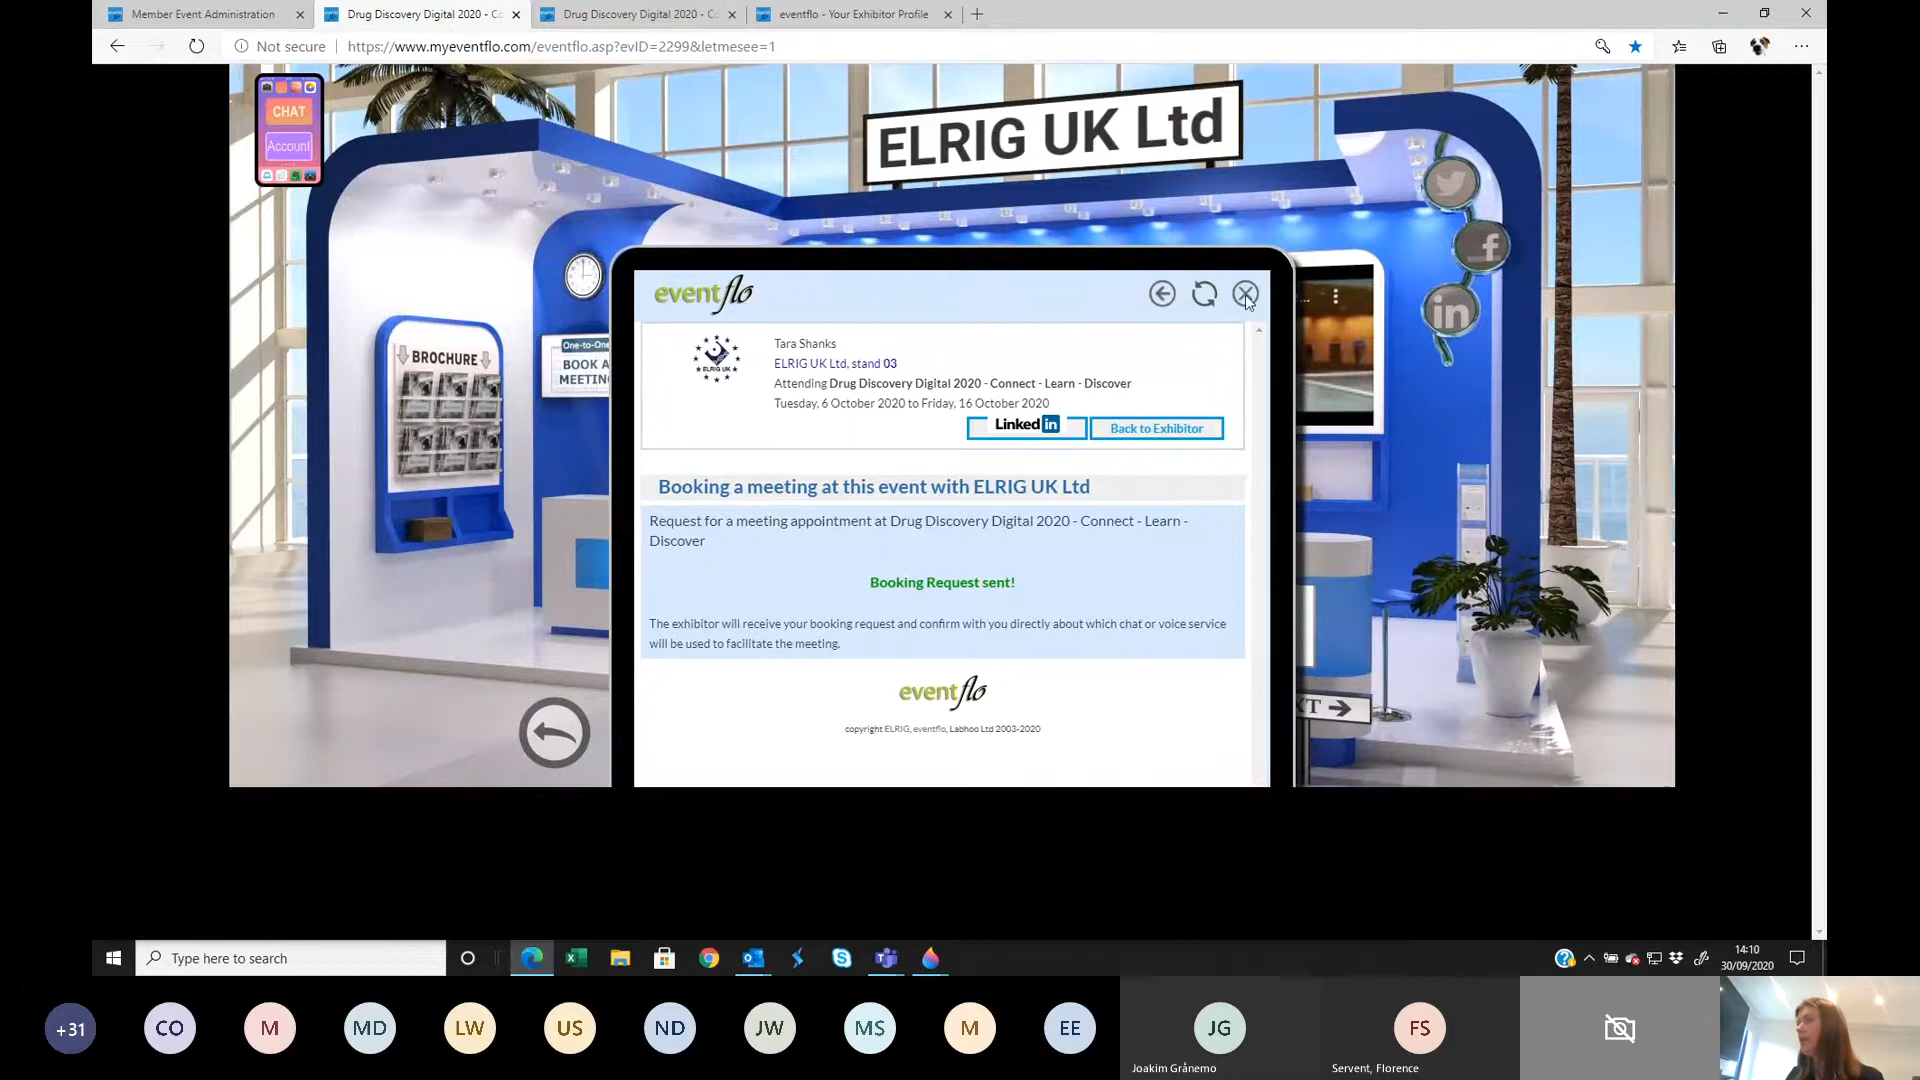 Member Event Administration
Drug Discovery Digital 2020 - Co
Drug Discovery Digital 2020 - Co
eventflo - Your Exhibitor Profile
Not secure
https://www.myeventflo.com/eventflo.asp?evID=2299&letmesee=1
CHAT
Account
ELRIG UK Ltd
BROCHURE
One-to-One
BOOK A
MEETING
eventflo
ELRIG UK
Tara Shanks
ELRIG UK Ltd, stand 03
Attending Drug Discovery Digital 2020 - Connect - Learn - Discover
Tuesday, 6 October 2020 to Friday, 16 October 2020
Linked in
Back to Exhibitor
Booking a meeting at this event with ELRIG UK Ltd
Request for a meeting appointment at Drug Discovery Digital 2020 - Connect - Learn -
Discover
Booking Request sent!
The exhibitor will receive your booking request and confirm with you directly about which chat or voice service
will be used to facilitate the meeting.
eventflo
copyright ELRIG, eventflo, Labhoo Ltd 2003-2020
f
in
XT
Type here to search
14:10
30/09/2020
+31
CO
M
MD
LW
US
ND
JW
MS
M
EE
JG
Joakim Grånemo
FS
Servent, Florence